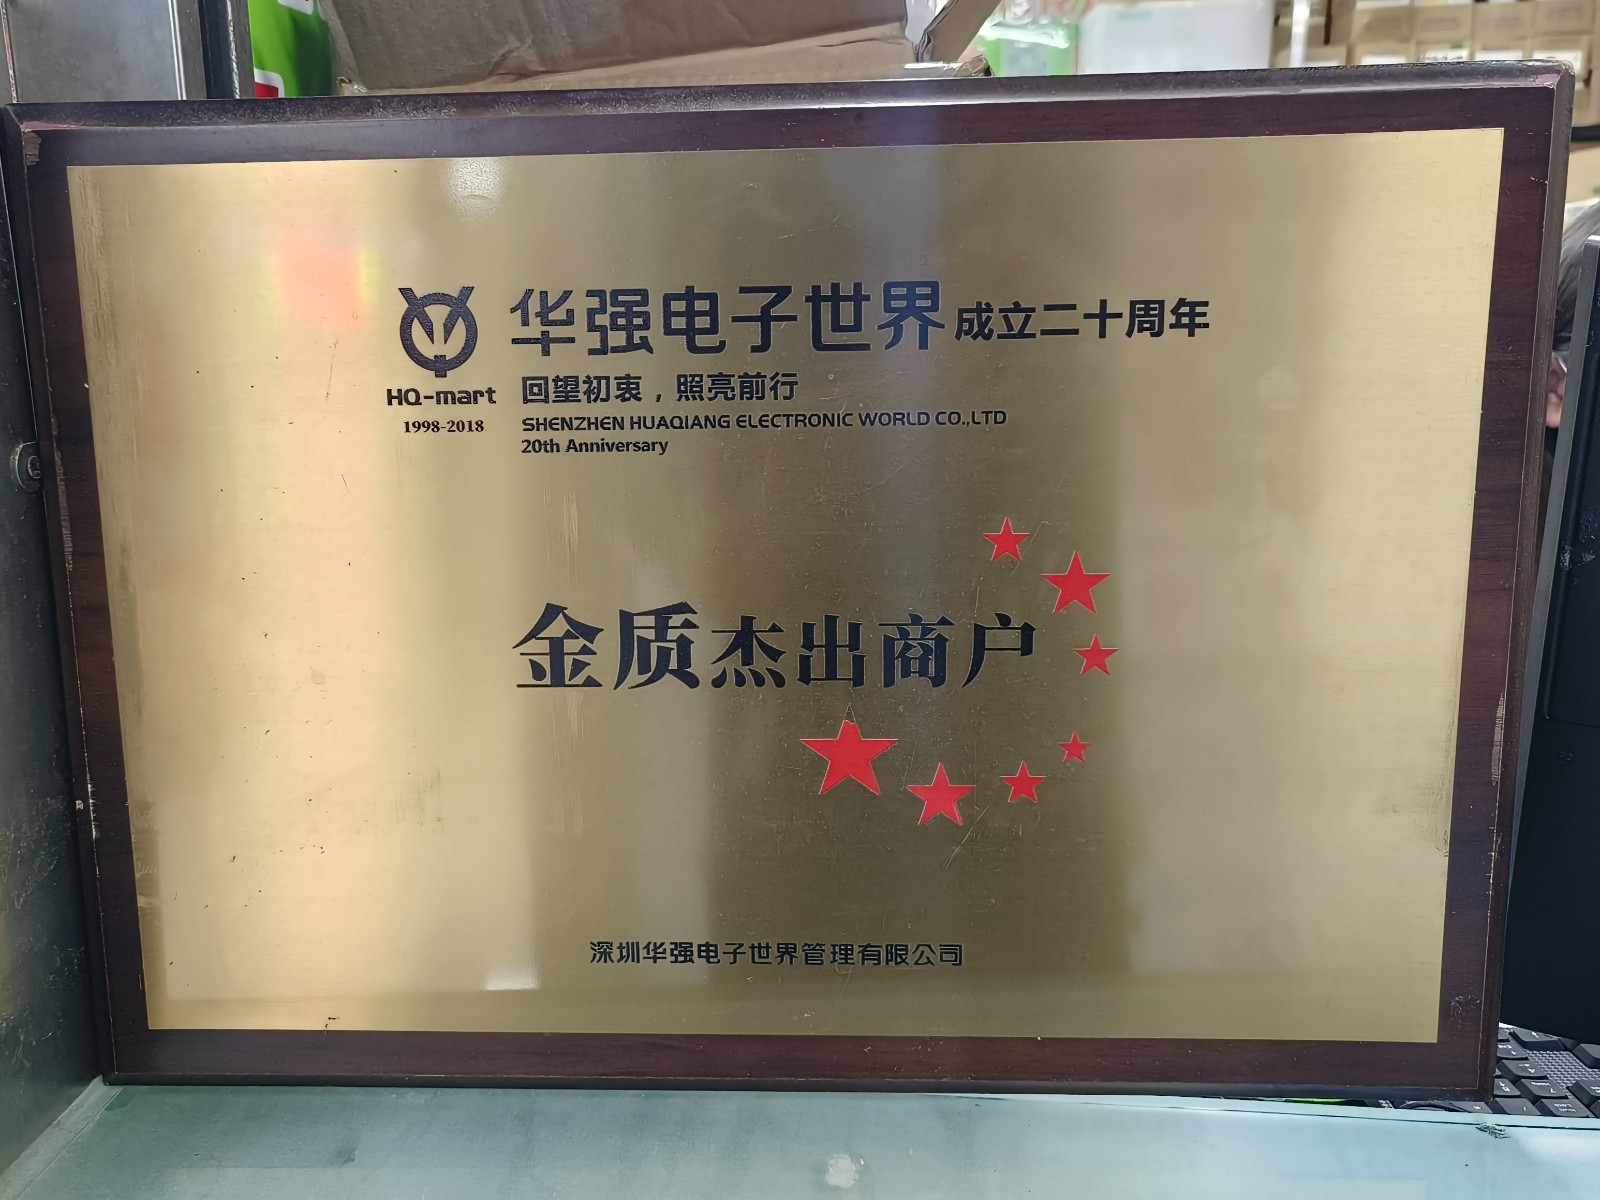 华强电子世界成立二十周年
HQ-mart
1998-2018
回望初衷，照亮前行
SHENZHEN HUAQIANG ELECTRONIC WORLD CO.,LTD
20th Anniversary
金质杰出商户
深圳华强电子世界管理有限公司